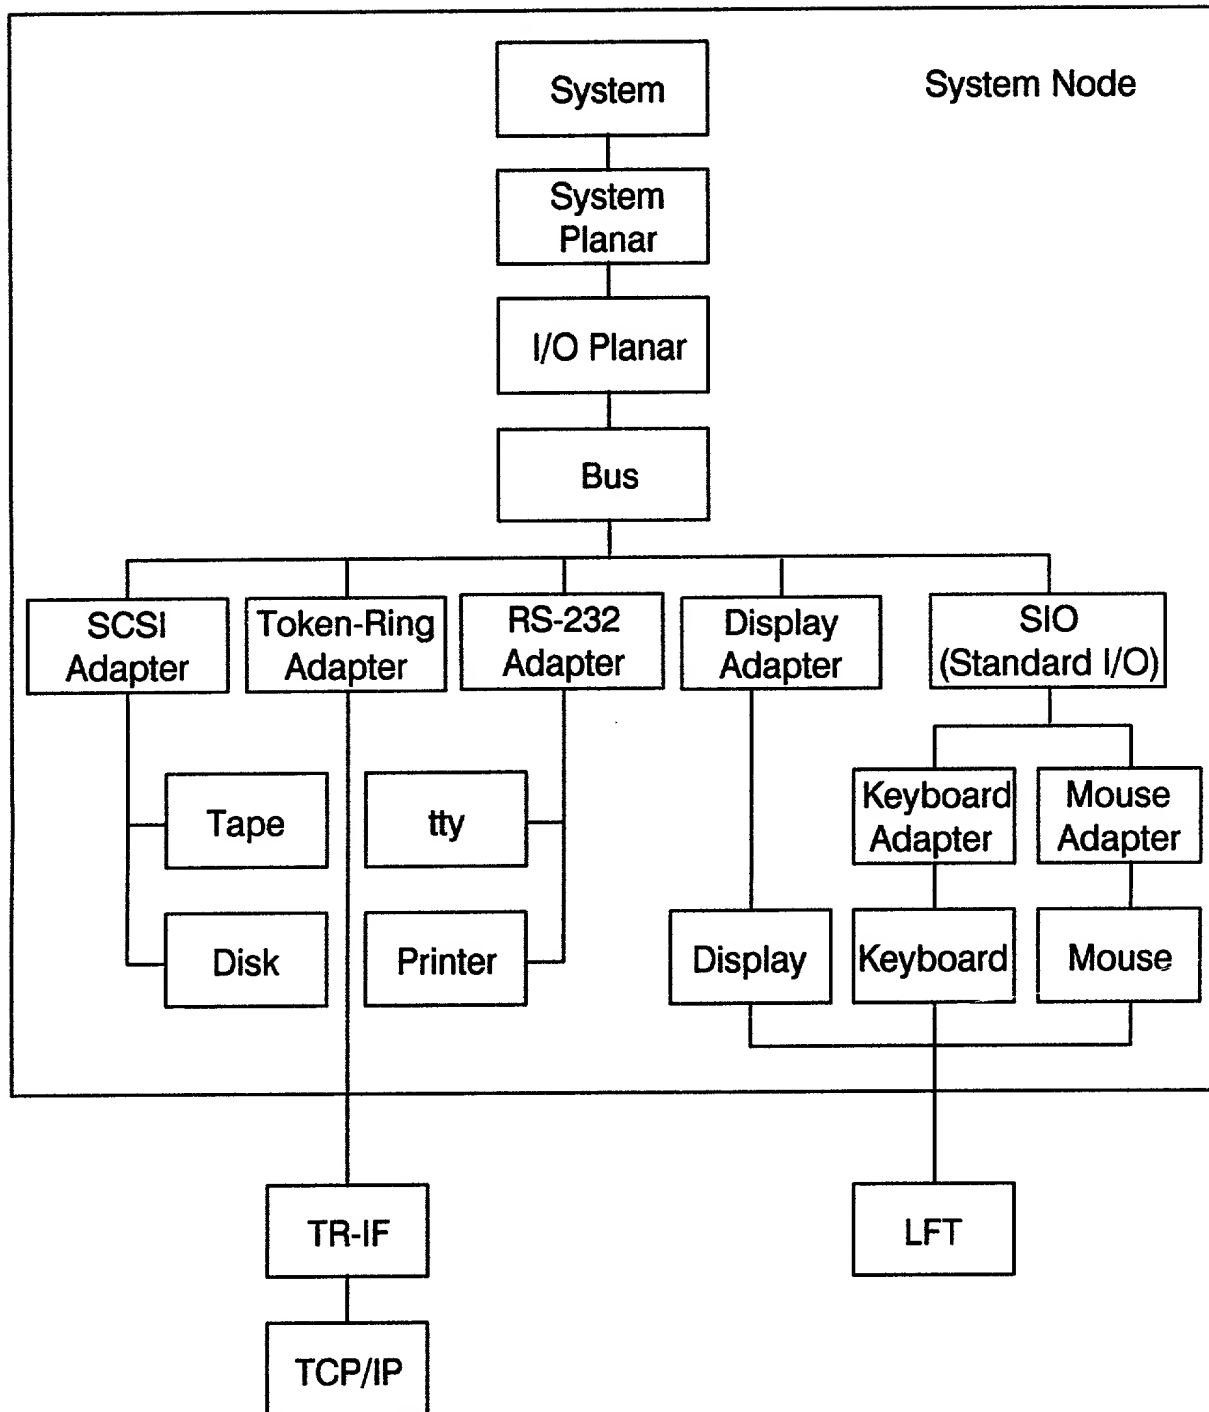 System
System Node
System
Planar
I/O Planar
Bus
SCSI
Adapter
Token-Ring
Adapter
RS-232
Adapter
Display
Adapter
SIO
(Standard I/O)
Tape
tty
Keyboard
Adapter
Mouse
Adapter
Disk
Printer
Display
Keyboard
Mouse
TR-IF
LFT
TCP/IP